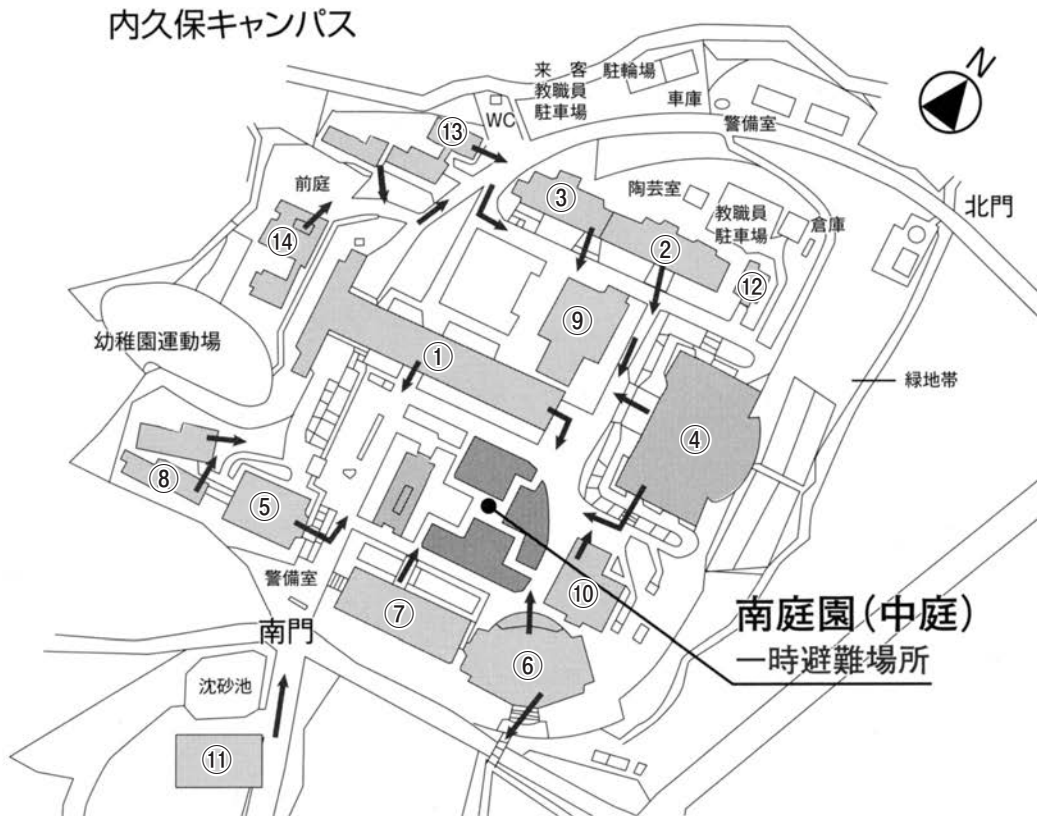 内久保キャンパス
N
来　客
教職員
駐車場
駐輪場
車庫
WC
警備室
⑬
前庭
③
陶芸室
教職員
駐車場
倉庫
北門
⑭
②
⑫
⑨
幼稚園運動場
①
緑地帯
④
⑧
⑤
警備室
⑩
南庭園(中庭)
一時避難場所
⑦
南門
⑥
沈砂池
⑪